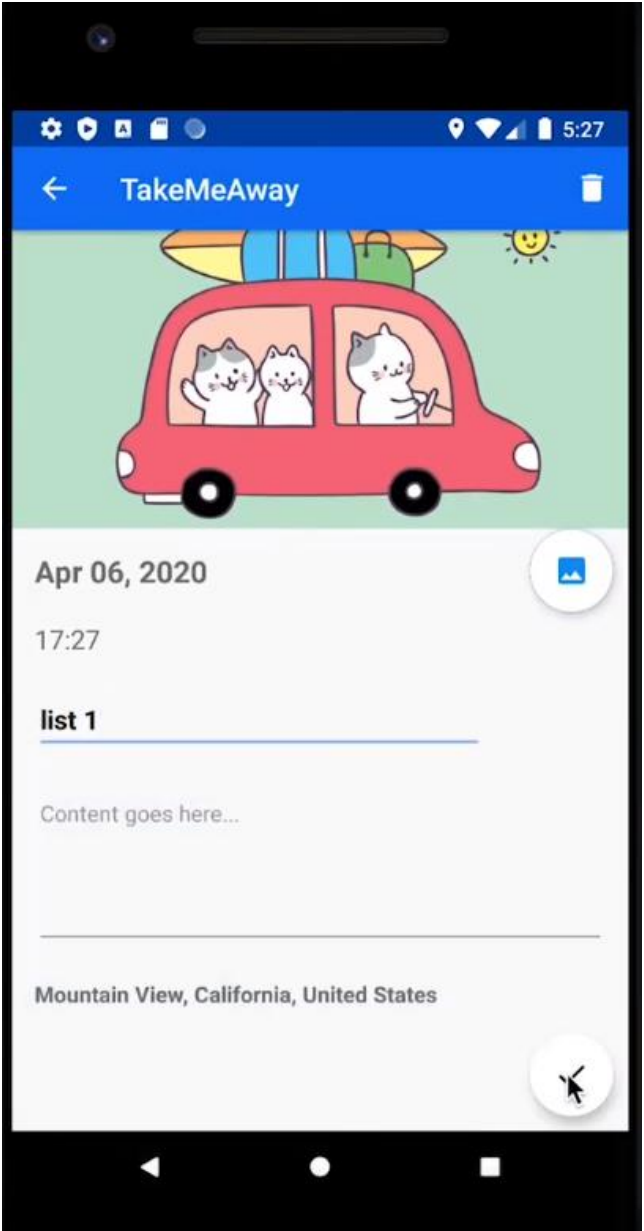 5:27
TakeMeAway
Apr 06, 2020
17:27
list 1
Content goes here...
Mountain View, California, United States